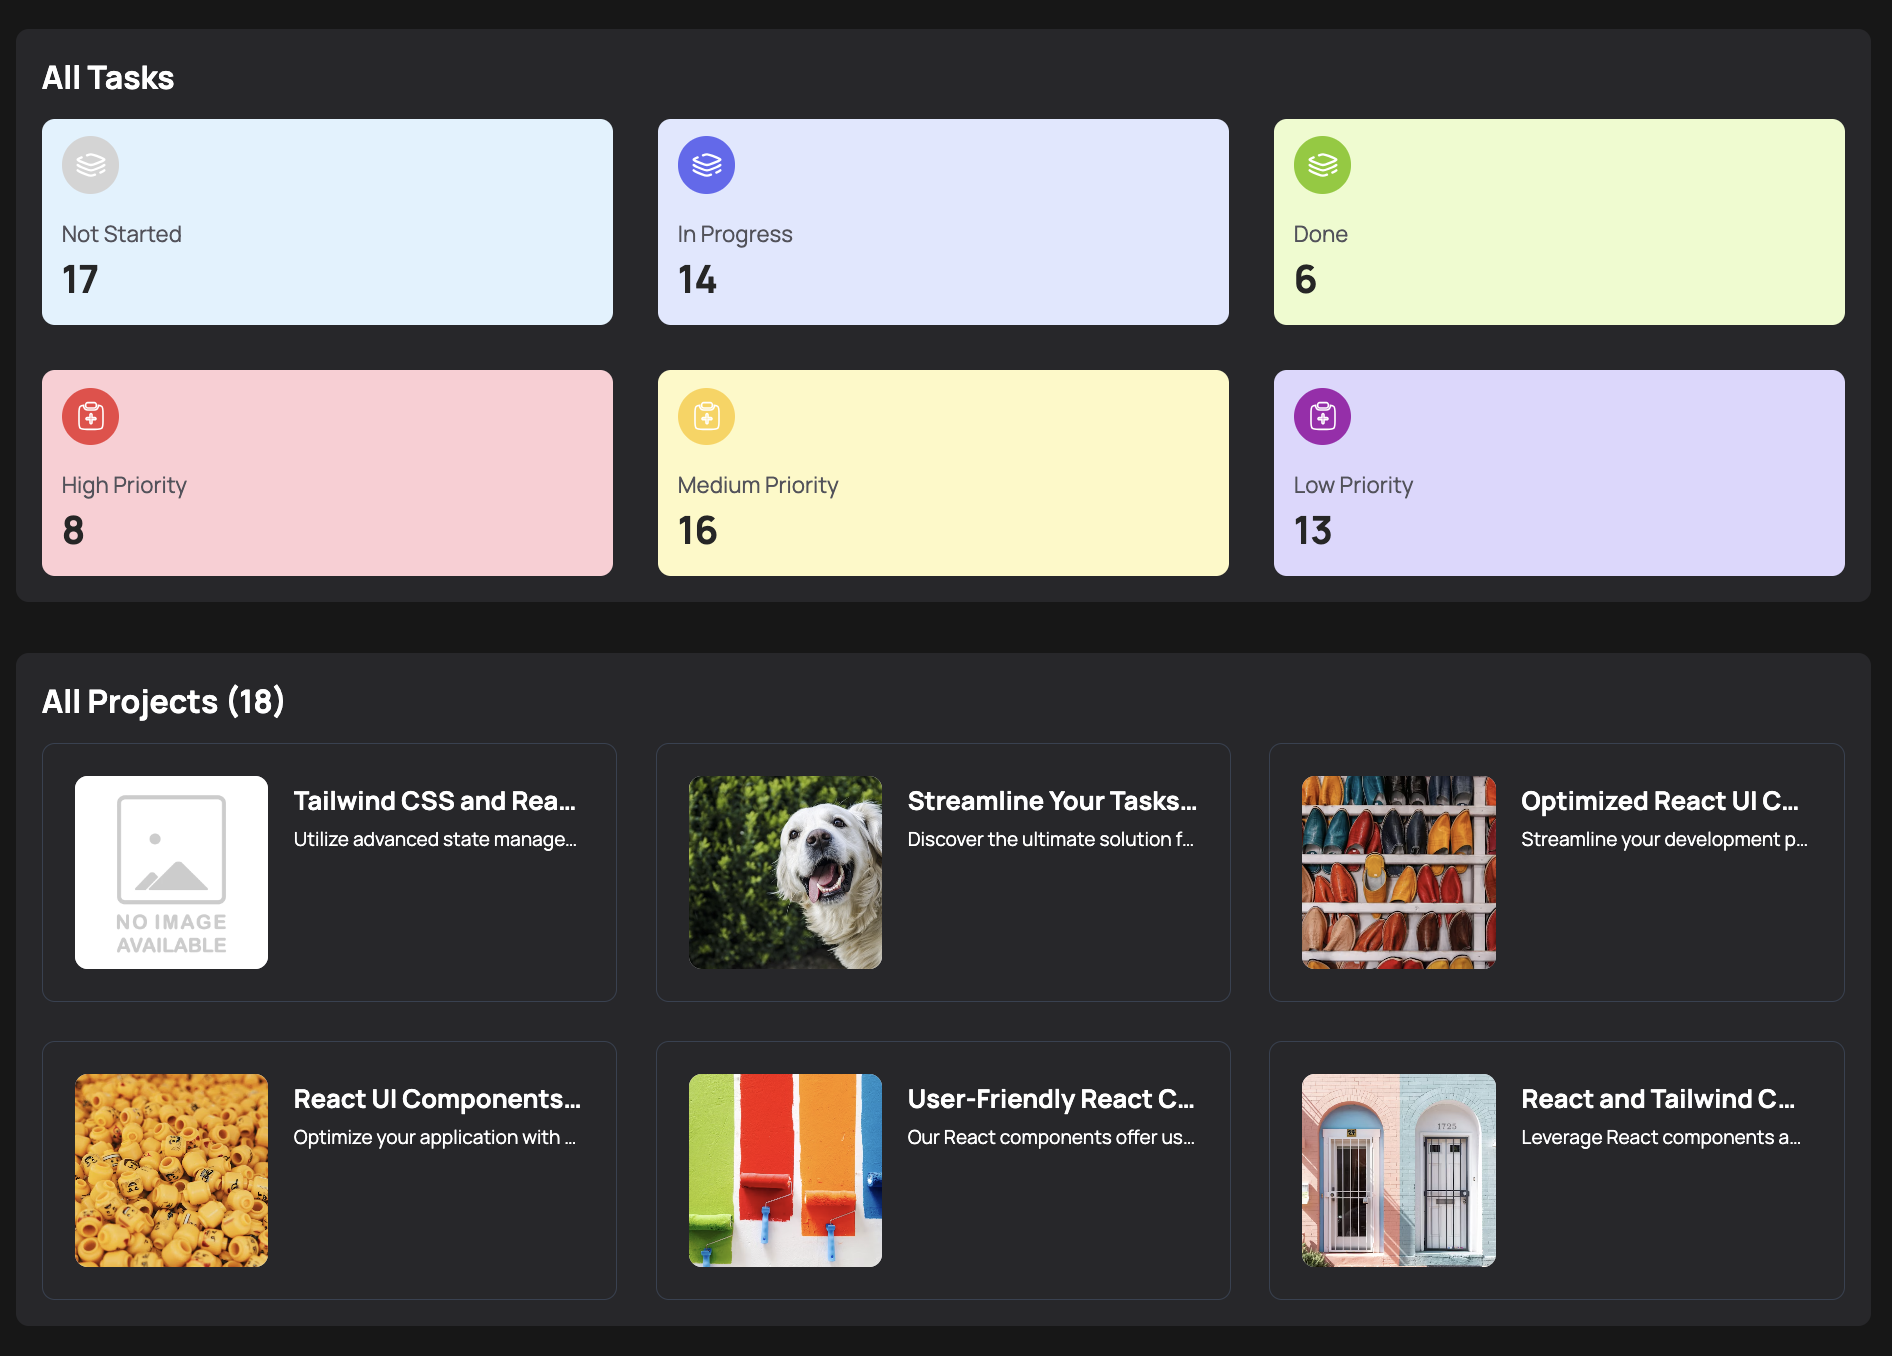 All Tasks
Not Started
17
In Progress
14
Done
6
High Priority
8
Medium Priority
16
Low Priority
13
All Projects (18)
NO IMAGE
AVAILABLE
Tailwind CSS and Rea...
Utilize advanced state manage...
Streamline Your Tasks...
Discover the ultimate solution f...
Optimized React UI C...
Streamline your development p...
React UI Components...
Optimize your application with ...
User-Friendly React C...
Our React components offer us...
1725
React and Tailwind C...
Leverage React components a...